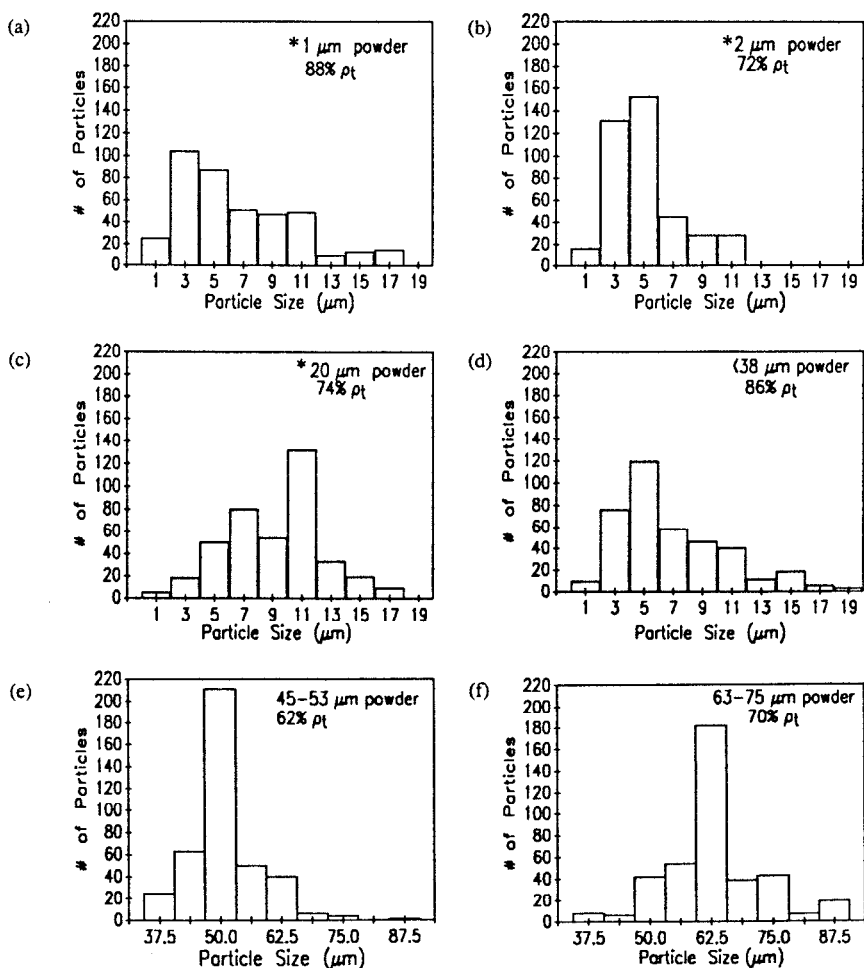 (a)
220
200
180
160
140
120
100
80
60
40
20
0
# of Particles
*1 μm powder
88% ρt
1 3 5 7 9 11 13 15 17 19
Particle Size (μm)
(b)
220
200
180
160
140
120
100
80
60
40
20
0
# of Particles
*2 μm powder
72% ρt
1 3 5 7 9 11 13 15 17 19
Particle Size (μm)
(c)
220
200
180
160
140
120
100
80
60
40
20
0
# of Particles
*20 μm powder
74% ρt
1 3 5 7 9 11 13 15 17 19
Particle Size (μm)
(d)
220
200
180
160
140
120
100
80
60
40
20
0
# of Particles
<38 μm powder
86% ρt
1 3 5 7 9 11 13 15 17 19
Particle Size (μm)
(e)
220
200
180
160
140
120
100
80
60
40
20
0
# of Particles
45-53 μm powder
62% ρt
37.5 50.0 62.5 75.0 87.5
Particle Size (μm)
(f)
220
200
180
160
140
120
100
80
60
40
20
0
# of Particles
63-75 μm powder
70% ρt
37.5 50.0 62.5 75.0 87.5
Particle Size (μm)